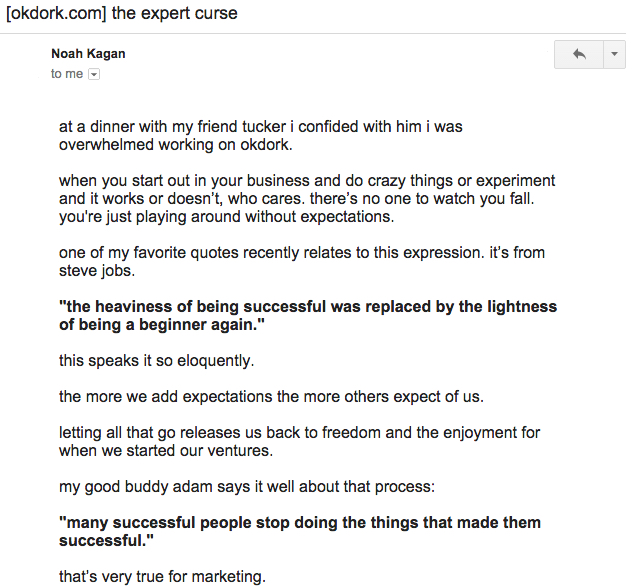 [okdork.com] the expert curse
Noah Kagan
to me
at a dinner with my friend tucker i confided with him i was
overwhelmed working on okdork.
when you start out in your business and do crazy things or experiment
and it works or doesn’t, who cares. there’s no one to watch you fall.
you're just playing around without expectations.
one of my favorite quotes recently relates to this expression. it’s from
steve jobs.
"the heaviness of being successful was replaced by the lightness
of being a beginner again."
this speaks it so eloquently.
the more we add expectations the more others expect of us.
letting all that go releases us back to freedom and the enjoyment for
when we started our ventures.
my good buddy adam says it well about that process:
"many successful people stop doing the things that made them
successful."
that’s very true for marketing.